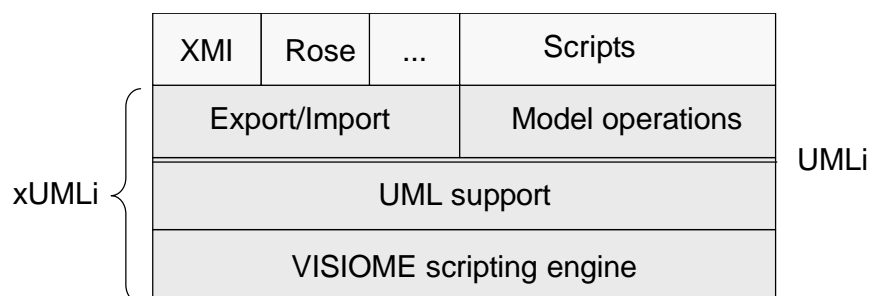 XMI Rose ... Scripts
Export/Import Model operations
UMLi
xUMLi
UML support
VISIOME scripting engine